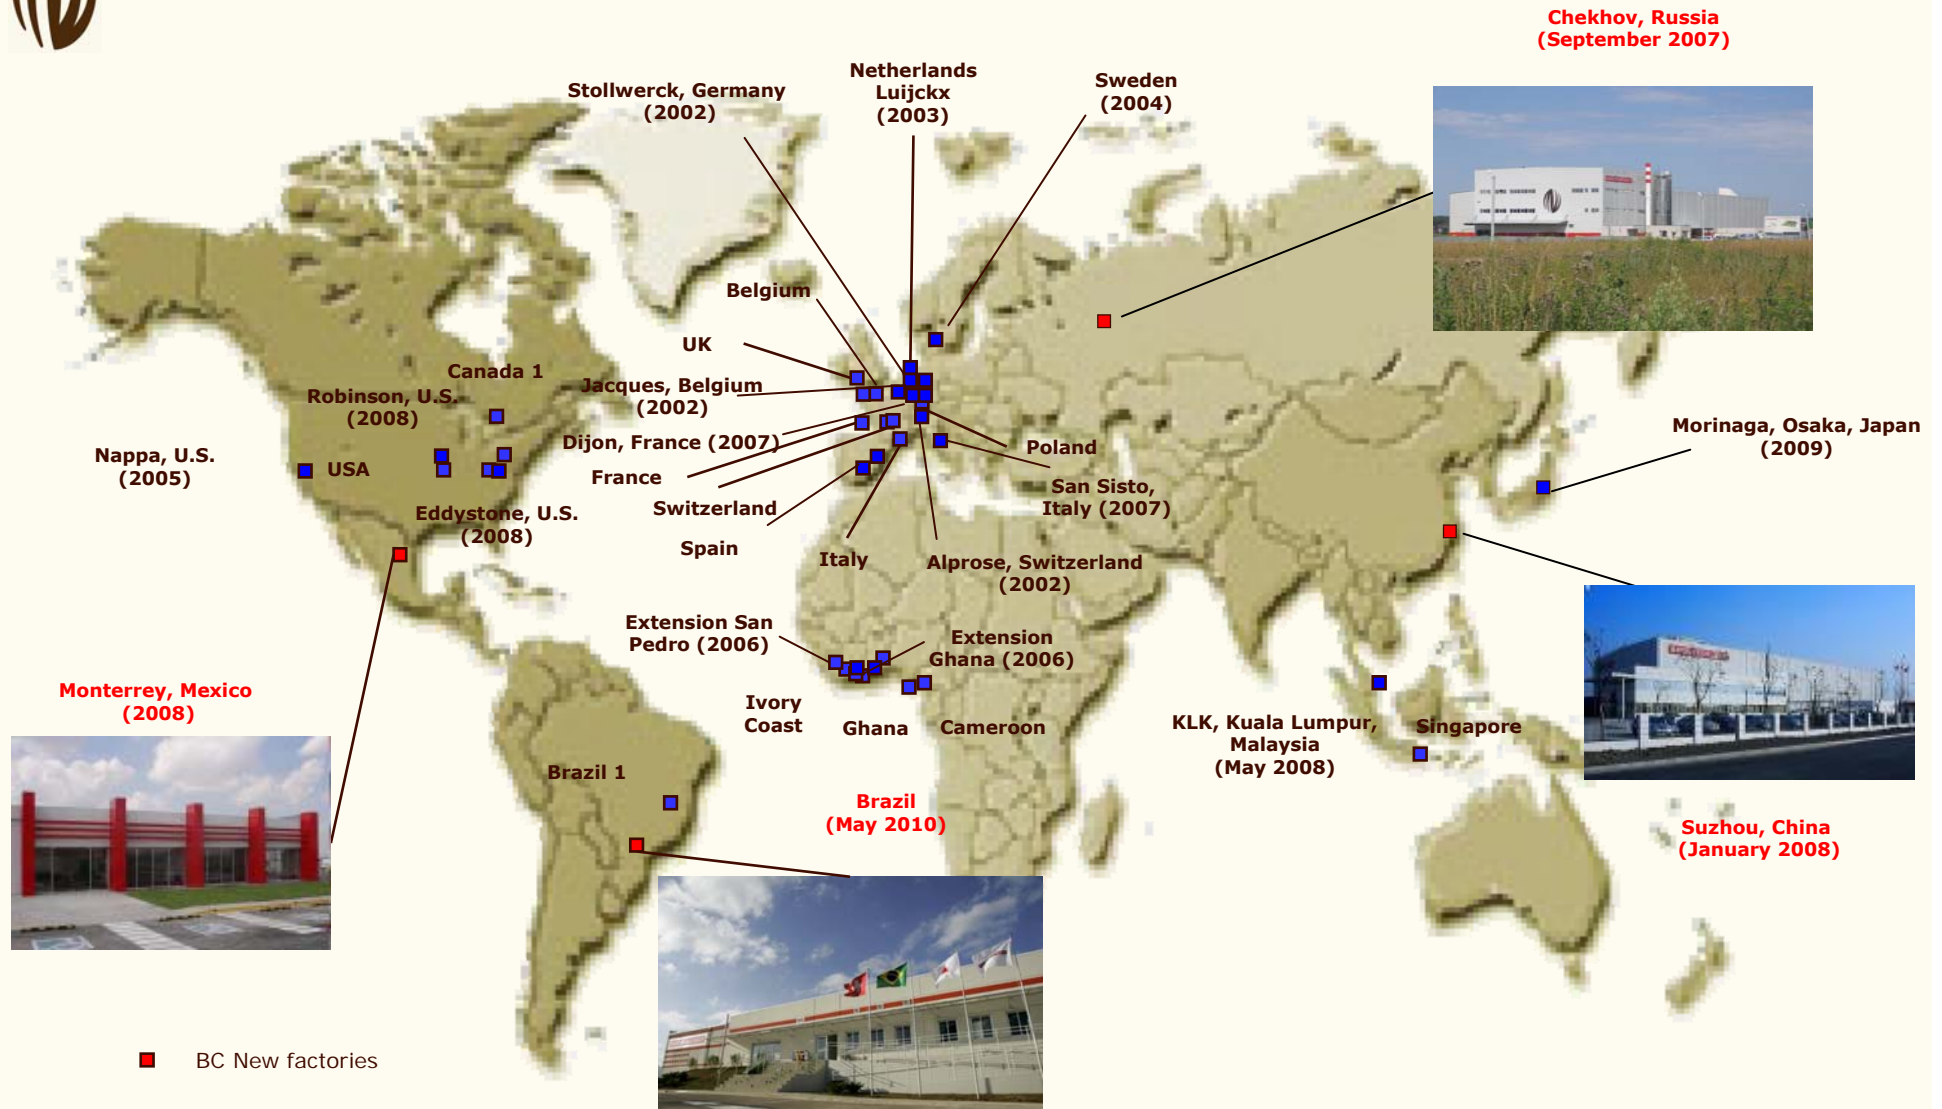 Chekhov, Russia
(September 2007)
Netherlands
Luijckx
(2003)
Sweden
(2004)
Stollwerck, Germany
(2002)
Belgium
UK
Canada 1
Jacques, Belgium
(2002)
Robinson, U.S.
(2008)
Dijon, France (2007)
Poland
Morinaga, Osaka, Japan
(2009)
Nappa, U.S.
(2005)
USA
France
San Sisto,
Italy (2007)
Switzerland
Eddystone, U.S.
(2008)
Spain
Italy
Alprose, Switzerland
(2002)
Extension San
Pedro (2006)
Extension
Ghana (2006)
Monterrey, Mexico
(2008)
Ivory
Coast
Ghana
Cameroon
KLK, Kuala Lumpur,
Malaysia
(May 2008)
Singapore
Brazil 1
Brazil
(May 2010)
Suzhou, China
(January 2008)
BC New factories